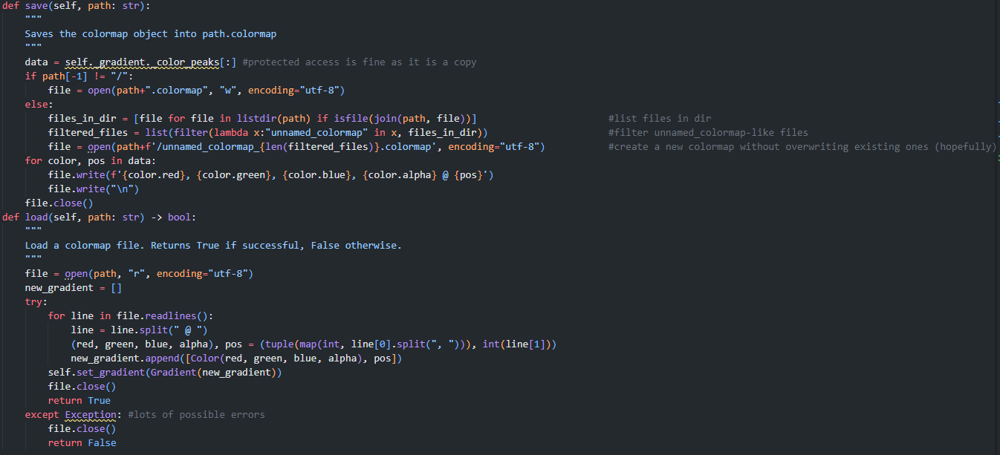 def save(self, path: str):
    """
    Saves the colormap object into path.colormap
    """
    data = self._gradient._color_peaks[:] #protected access is fine as it is a copy
    if path[-1] != "/":
        file = open(path+".colormap", "w", encoding="utf-8")
    else:
        files_in_dir = [file for file in listdir(path) if isfile(join(path, file))]                       #list files in dir
        filtered_files = list(filter(lambda x:"unnamed_colormap" in x, files_in_dir))                     #filter unnamed_colormap-like files
        file = open(path+f'/unnamed_colormap_{len(filtered_files)}.colormap', encoding="utf-8")           #create a new colormap without overwriting existing ones (hopefully)
    for color, pos in data:
        file.write(f'{color.red}, {color.green}, {color.blue}, {color.alpha} @ {pos}')
        file.write("\n")
    file.close()
def load(self, path: str) -> bool:
    """
    Load a colormap file. Returns True if successful, False otherwise.
    """
    file = open(path, "r", encoding="utf-8")
    new_gradient = []
    try:
        for line in file.readlines():
            line = line.split(" @ ")
            (red, green, blue, alpha), pos = (tuple(map(int, line[0].split(", "))), int(line[1]))
            new_gradient.append([Color(red, green, blue, alpha), pos])
        self.set_gradient(Gradient(new_gradient))
        file.close()
        return True
    except Exception: #lots of possible errors
        file.close()
        return False